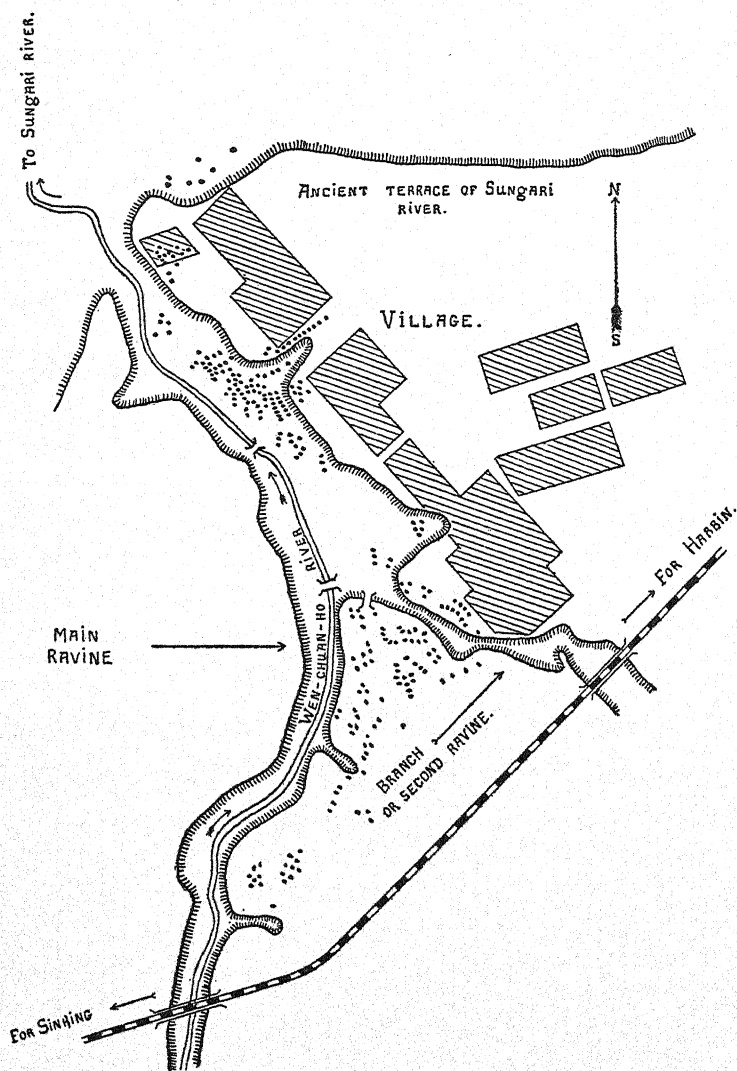 To Sungari river.
Ancient terrace of Sungari
river.
N
S
Village.
For Harbin.
River
Wen-chuan-ho
Main
Ravine
Branch
or second ravine.
For Sinking